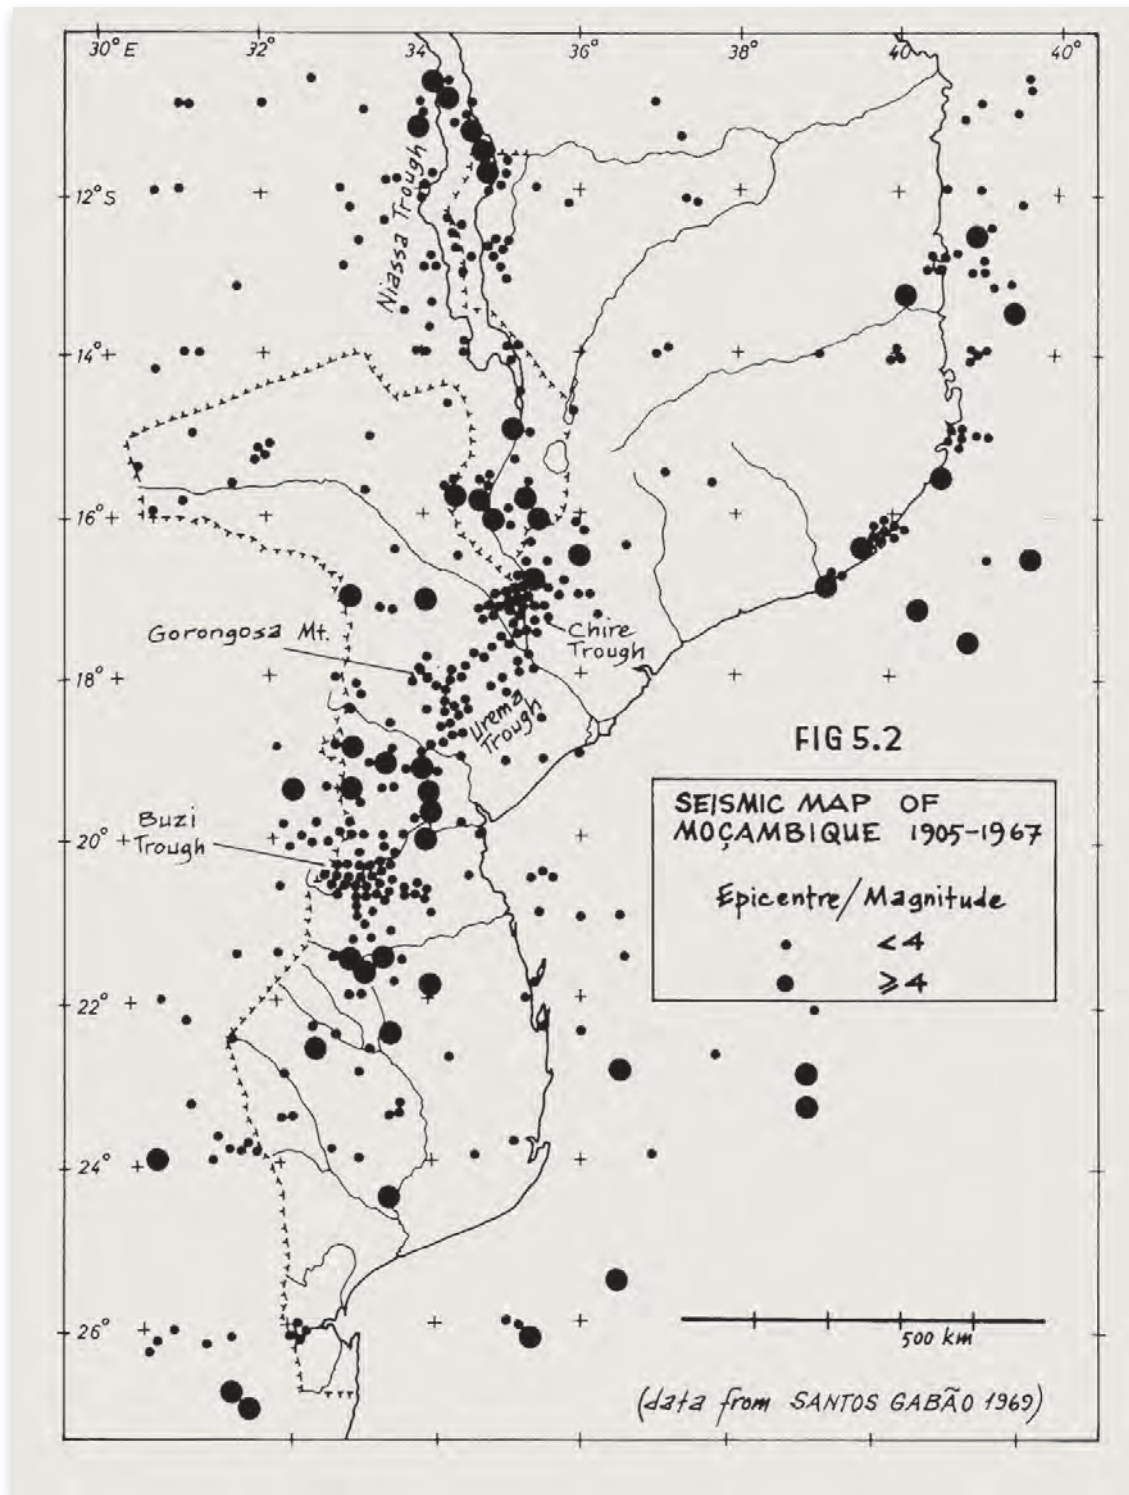 30° E 32° 34° 36° 38° 40° 40°
12°S
Niassa Trough
14°
16°
Chire
Trough
Gorongosa Mt.
18°
Urema
Trough
FIG 5.2
SEISMIC MAP OF
MOÇAMBIQUE 1905-1967
Epicentre/Magnitude
<4
⩾4
Buzi
Trough
20°
22°
24°
26°
500 km
(data from SANTOS GABÃO 1969)